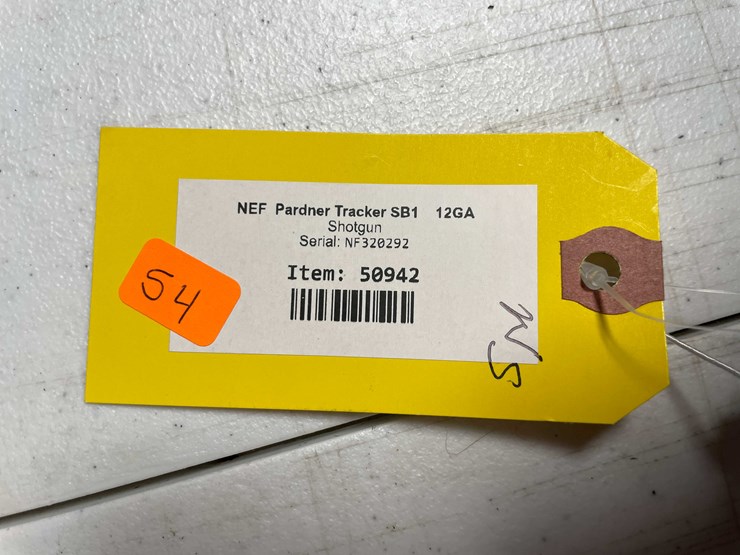 NEF Pardner Tracker SB1 12GA
Shotgun
Serial: NF320292
Item: 50942
54